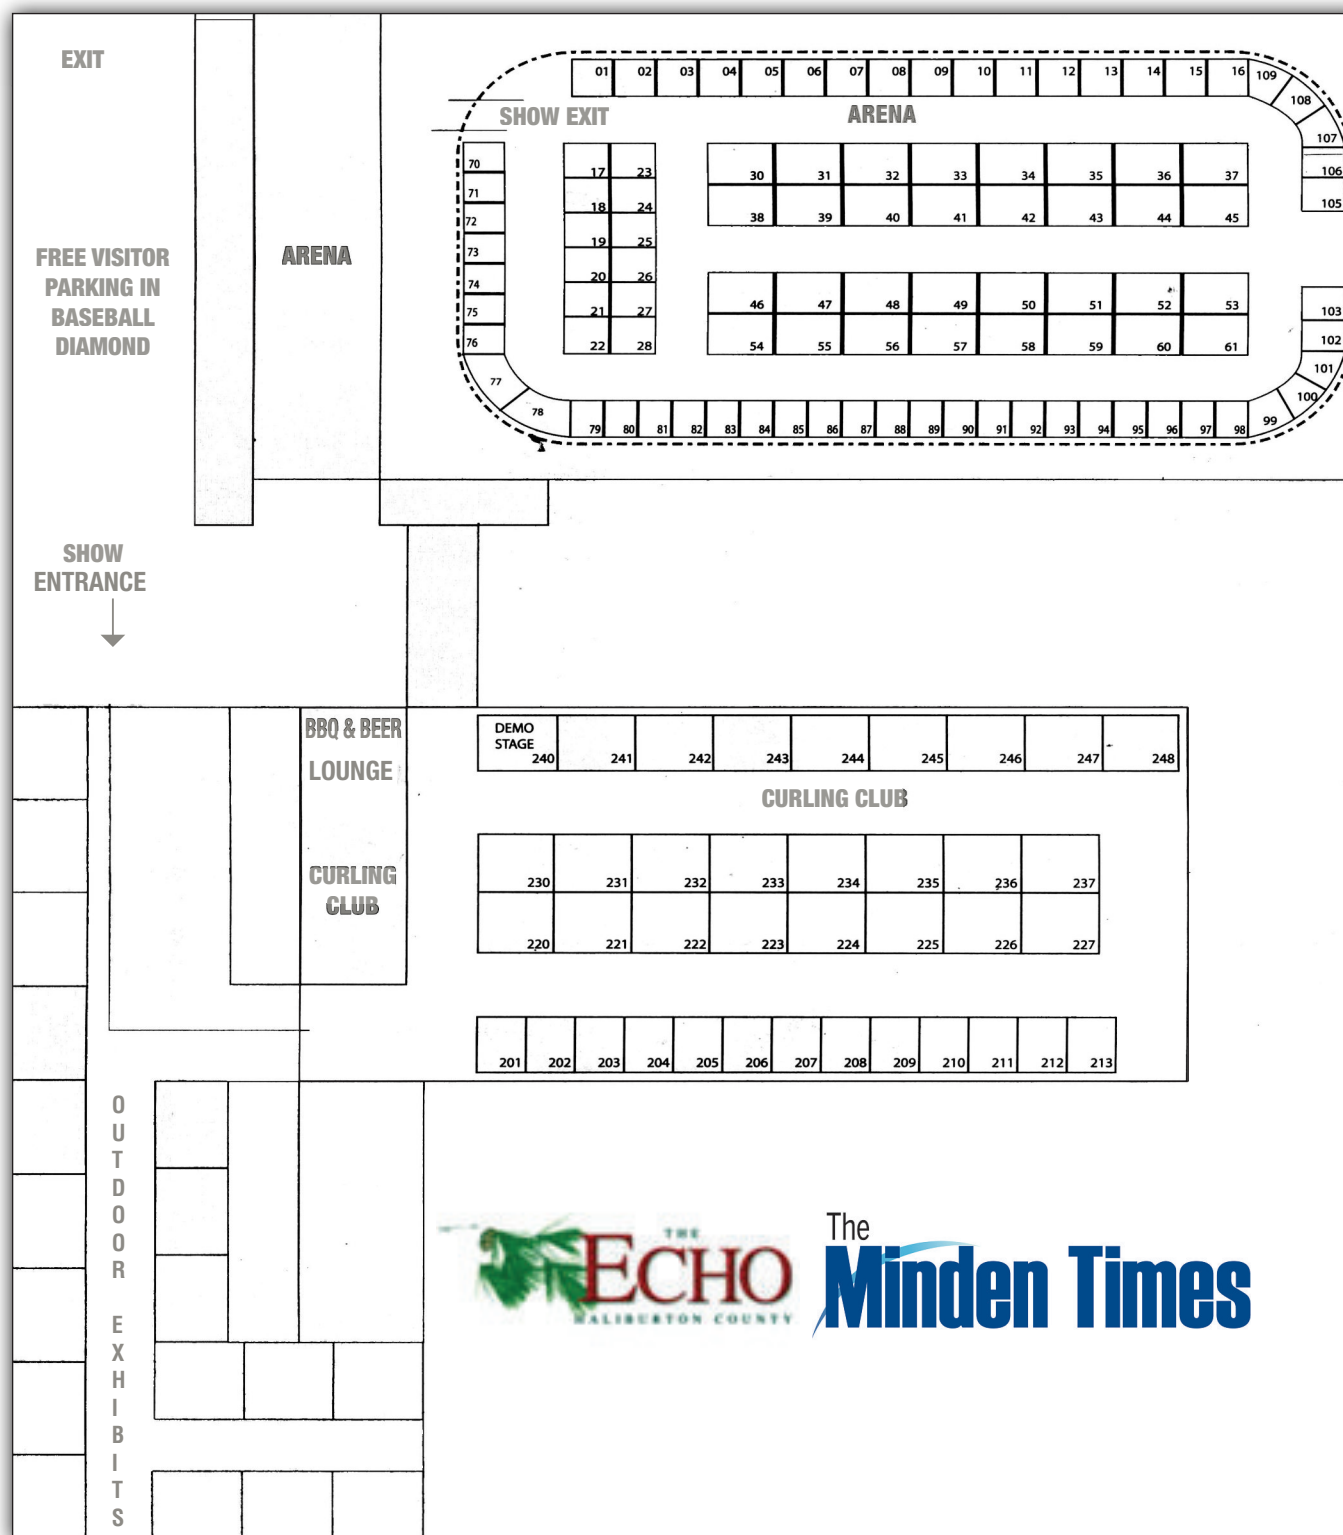 EXIT
01 02 03 04 05 06 07 08 09 10 11 12 13 14 15 16 109
108
107
106
105
SHOW EXIT
ARENA
70
71
72
73
74
75
76
77
78
17 23
18 24
19 25
20 26
21 27
22 28
30 31 32 33 34 35 36 37
38 39 40 41 42 43 44 45
46 47 48 49 50 51 52 53
54 55 56 57 58 59 60 61
103
102
101
100
99
79 80 81 82 83 84 85 86 87 88 89 90 91 92 93 94 95 96 97 98
ARENA
FREE VISITOR
PARKING IN
BASEBALL
DIAMOND
SHOW
ENTRANCE
BBQ & BEER
LOUNGE
CURLING
CLUB
DEMO
STAGE
240 241 242 243 244 245 246 247 248
CURLING CLUB
230 231 232 233 234 235 236 237
220 221 222 223 224 225 226 227
201 202 203 204 205 206 207 208 209 210 211 212 213
OUTDOOR EXHIBITS
THE
ECHO
HALIBURTON COUNTY
The
Minden Times